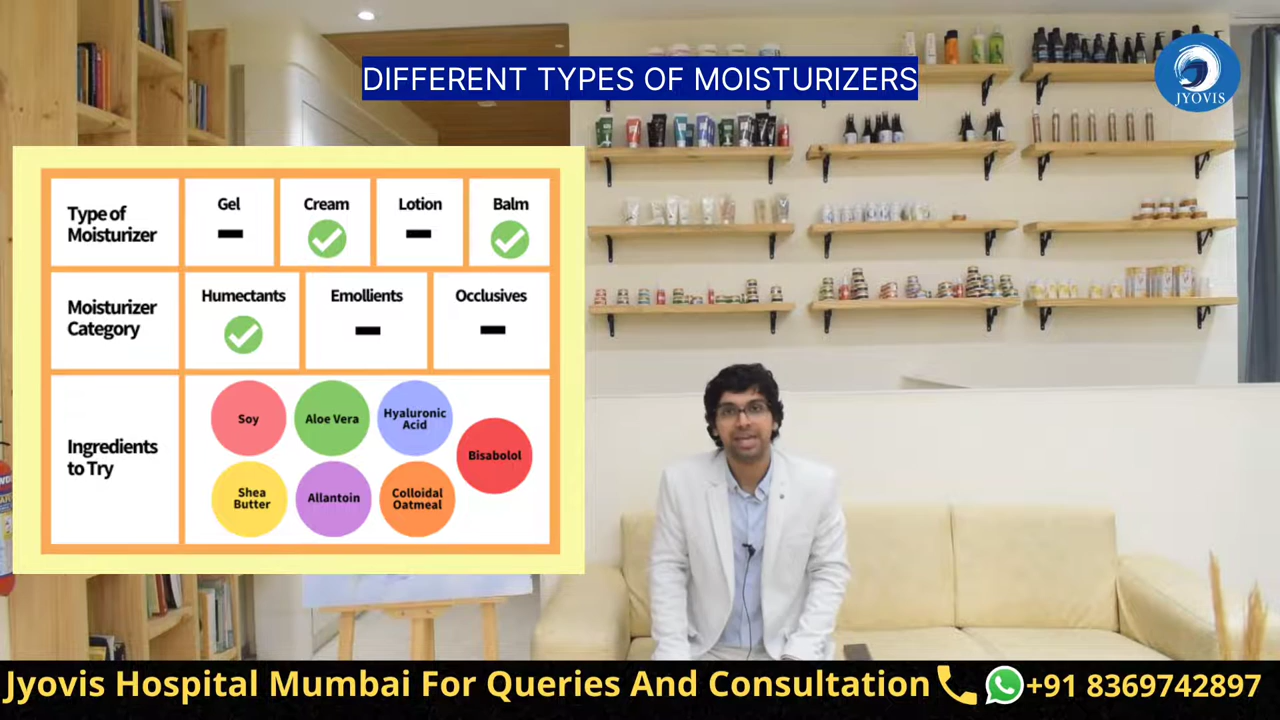 DIFFERENT TYPES OF MOISTURIZERS
JYOVIS
Type of
Moisturizer
Gel
Cream
Lotion
Balm
Moisturizer
Category
Humectants
Emollients
Occlusives
Ingredients
to Try
Soy
Aloe Vera
Hyaluronic
Acid
Bisabolol
Shea
Butter
Allantoin
Colloidal
Oatmeal
Jyovis Hospital Mumbai For Queries And Consultation +91 8369742897